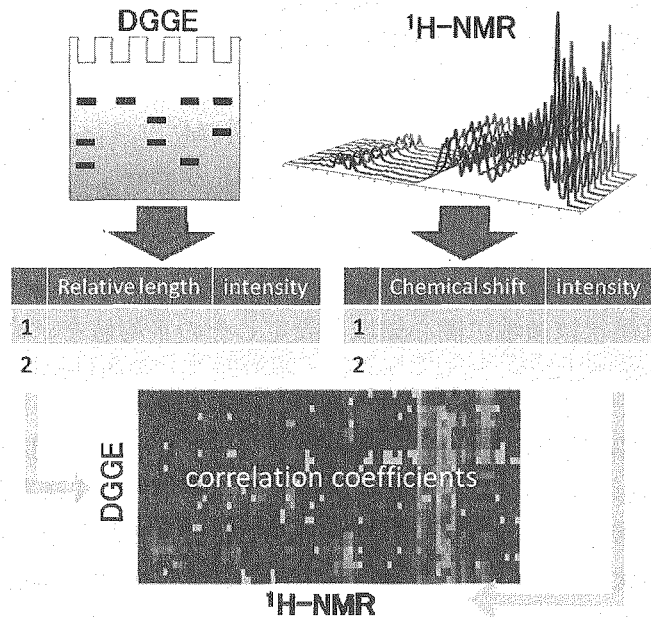 DGGE
¹H-NMR
Relative length intensity
1
2
Chemical shift intensity
1
2
DGGE
correlation coefficients
¹H-NMR